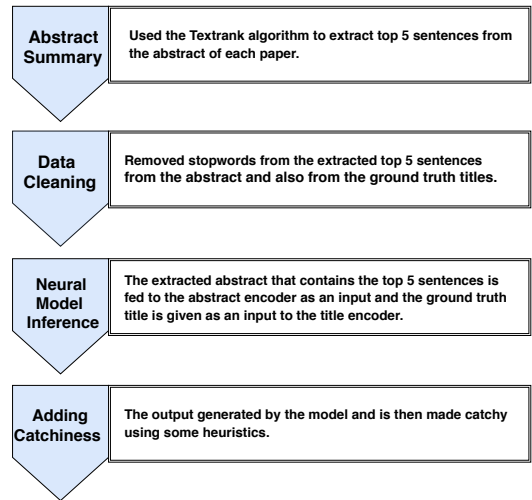 Abstract
Summary
Used the Textrank algorithm to extract top 5 sentences from
the abstract of each paper.
Data
Cleaning
Removed stopwords from the extracted top 5 sentences
from the abstract and also from the ground truth titles.
Neural
Model
Inference
The extracted abstract that contains the top 5 sentences is
fed to the abstract encoder as an input and the ground truth
title is given as an input to the title encoder.
Adding
Catchiness
The output generated by the model and is then made catchy
using some heuristics.